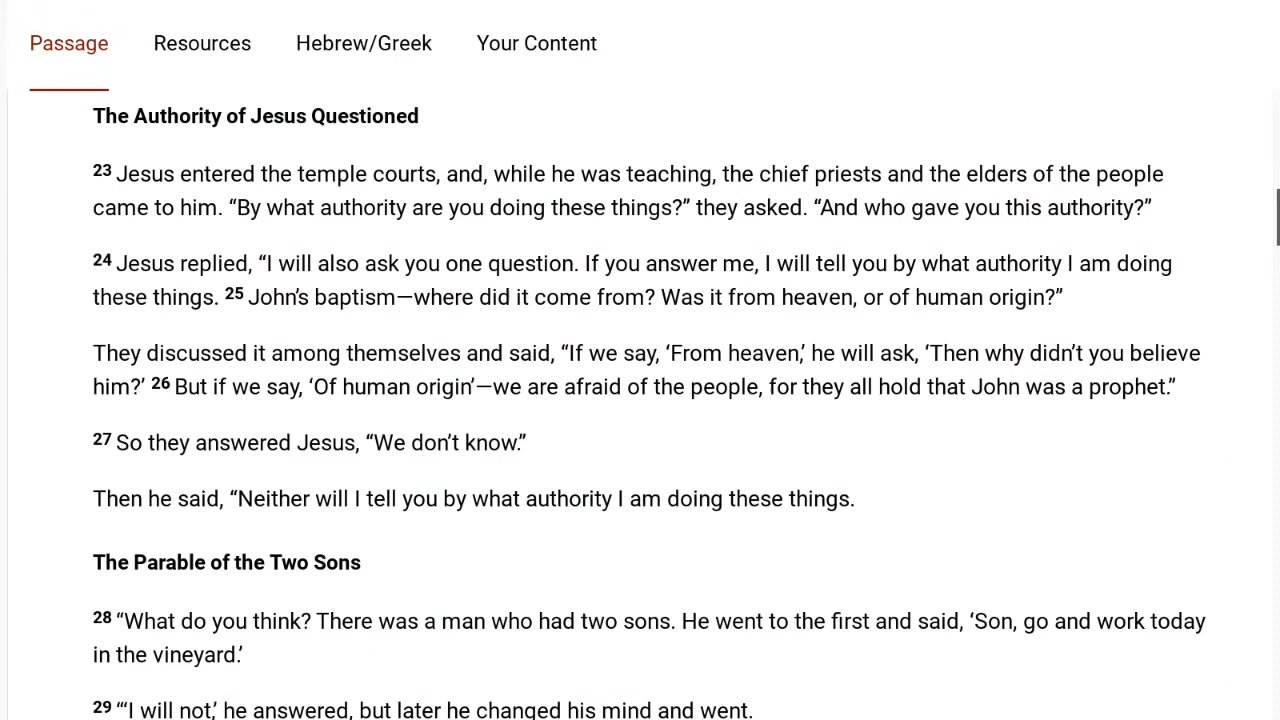 Passage Resources Hebrew/Greek Your Content
The Authority of Jesus Questioned
23 Jesus entered the temple courts, and, while he was teaching, the chief priests and the elders of the people
came to him. “By what authority are you doing these things?” they asked. “And who gave you this authority?”
24 Jesus replied, “I will also ask you one question. If you answer me, I will tell you by what authority I am doing
these things. 25 John’s baptism—where did it come from? Was it from heaven, or of human origin?”
They discussed it among themselves and said, “If we say, ‘From heaven,’ he will ask, ‘Then why didn’t you believe
him?’ 26 But if we say, ‘Of human origin’—we are afraid of the people, for they all hold that John was a prophet.”
27 So they answered Jesus, “We don’t know.”
Then he said, “Neither will I tell you by what authority I am doing these things.
The Parable of the Two Sons
28 “What do you think? There was a man who had two sons. He went to the first and said, ‘Son, go and work today
in the vineyard.’
29 “‘I will not,’ he answered, but later he changed his mind and went.